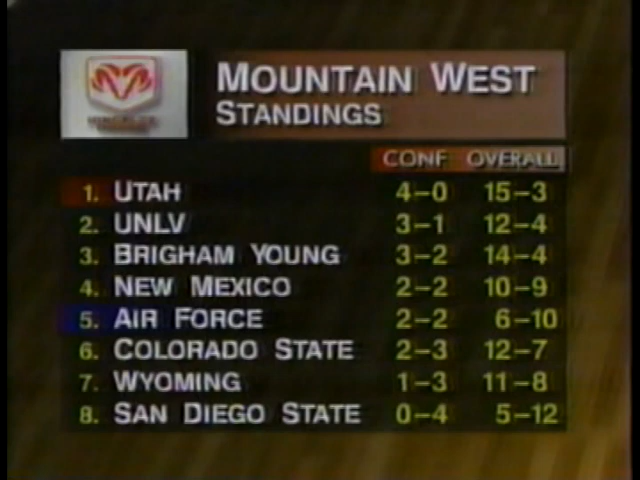 MOUNTAIN WEST
STANDINGS
CONF OVERALL
1. UTAH 4-0 15-3
2. UNLV 3-1 12-4
3. BRIGHAM YOUNG 3-2 14-4
4. NEW MEXICO 2-2 10-9
5. AIR FORCE 2-2 6-10
6. COLORADO STATE 2-3 12-7
7. WYOMING 1-3 11-8
8. SAN DIEGO STATE 0-4 5-12